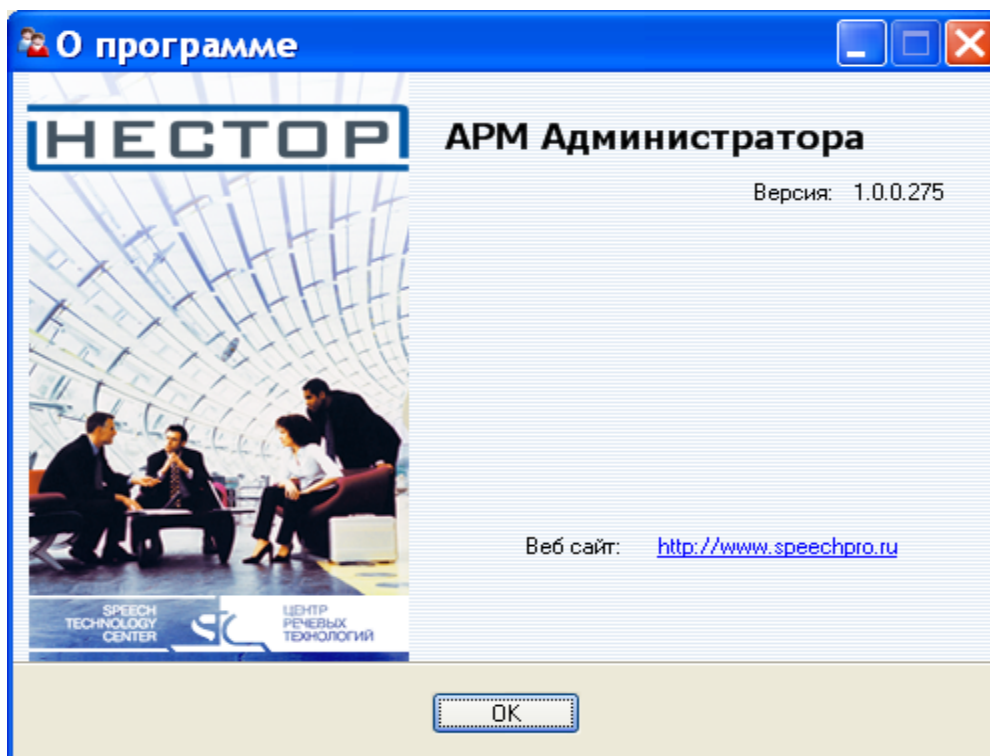 О программе
НЕСТОР
АРМ Администратора
Версия: 1.0.0.275
Веб сайт: http://www.speechpro.ru
SPEECH
TECHNOLOGY
CENTER
ЦЕНТР
РЕЧЕВЫХ
ТЕХНОЛОГИЙ
OK